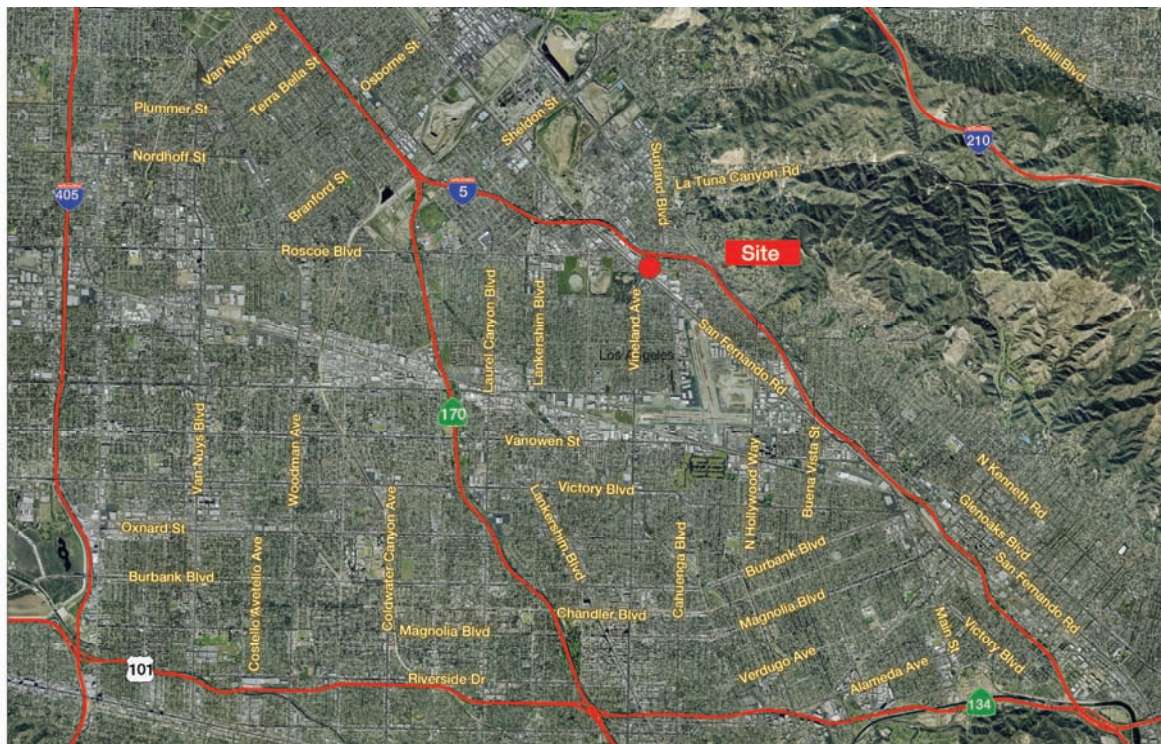 Van Nuys Blvd
Osborne St
Foothill Blvd
Terra Bella St
Plummer St
Sheldon St
210
Nordhoff St
Sunland Blvd
La Tuna Canyon Rd
405
5
Branford St
Roscoe Blvd
Site
Laurel Canyon Blvd
Lankershim Blvd
Vineland Ave
San Fernando Rd
Los Angeles
170
Van Nuys Blvd
Woodman Ave
Vanowen St
N Hollywood Way
Buena Vista St
N Kenneth Rd
Victory Blvd
Glenoaks Blvd
Lankershim Blvd
Oxnard St
Coldwater Canyon Ave
Cahuenga Blvd
Burbank Blvd
San Fernando Rd
Burbank Blvd
Costello Avetello Ave
Chandler Blvd
Magnolia Blvd
Main St
Victory Blvd
Magnolia Blvd
101
Riverside Dr
Verdugo Ave
Alameda Ave
134